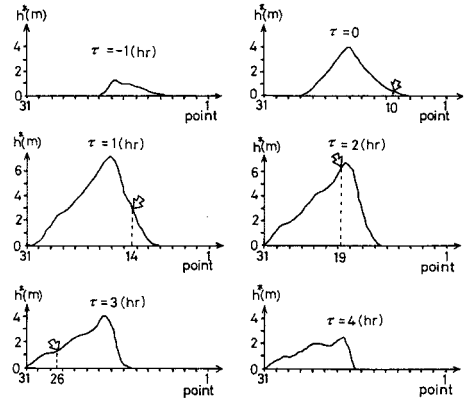 h*(m)
4
2
0
31
1
point
τ = -1 (hr)
h*(m)
4
2
0
31
10
1
point
τ = 0
h*(m)
6
4
2
0
31
14
1
point
τ = 1 (hr)
h*(m)
6
4
2
0
31
19
1
point
τ = 2 (hr)
h*(m)
4
2
0
31
26
1
point
τ = 3 (hr)
h*(m)
4
2
0
31
1
point
τ = 4 (hr)